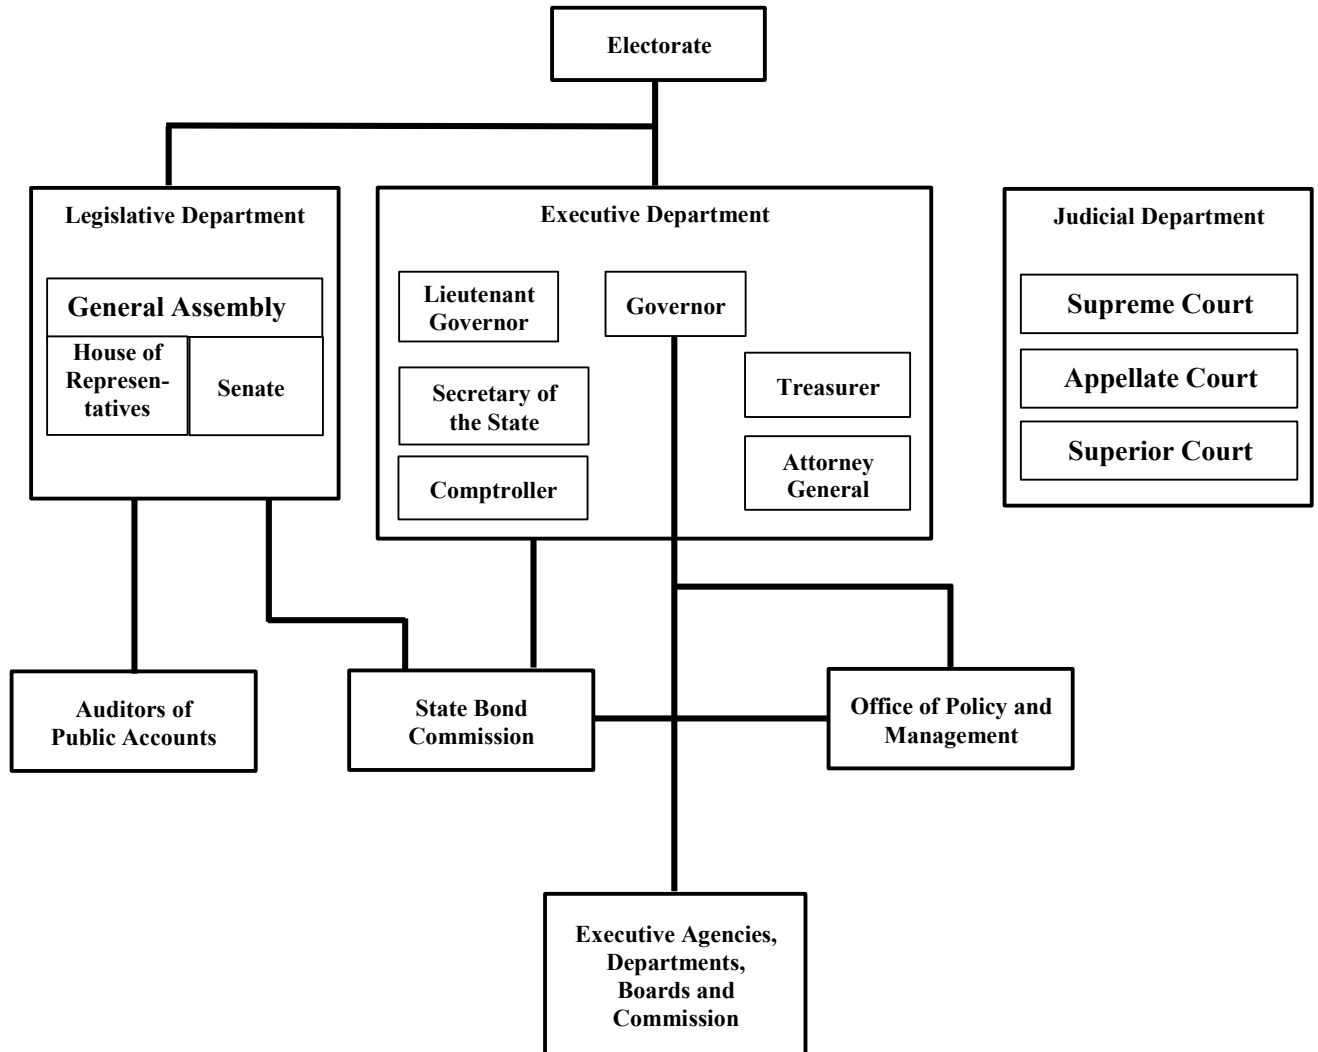 Electorate
Legislative Department
General Assembly
House of
Represen-
tatives
Senate
Executive Department
Lieutenant
Governor
Governor
Secretary of
the State
Treasurer
Comptroller
Attorney
General
Judicial Department
Supreme Court
Appellate Court
Superior Court
Auditors of
Public Accounts
State Bond
Commission
Office of Policy and
Management
Executive Agencies,
Departments,
Boards and
Commission